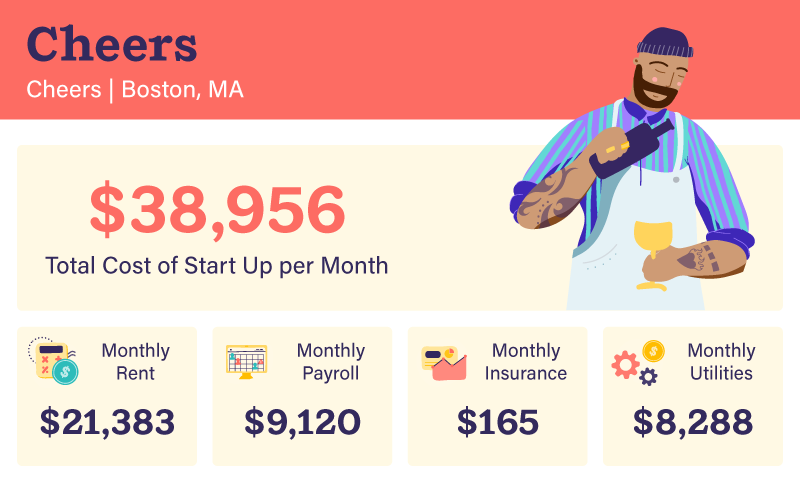 Cheers
Cheers | Boston, MA
$38,956
Total Cost of Start Up per Month
Monthly
Rent
$21,383
Monthly
Payroll
$9,120
Monthly
Insurance
$165
Monthly
Utilities
$8,288